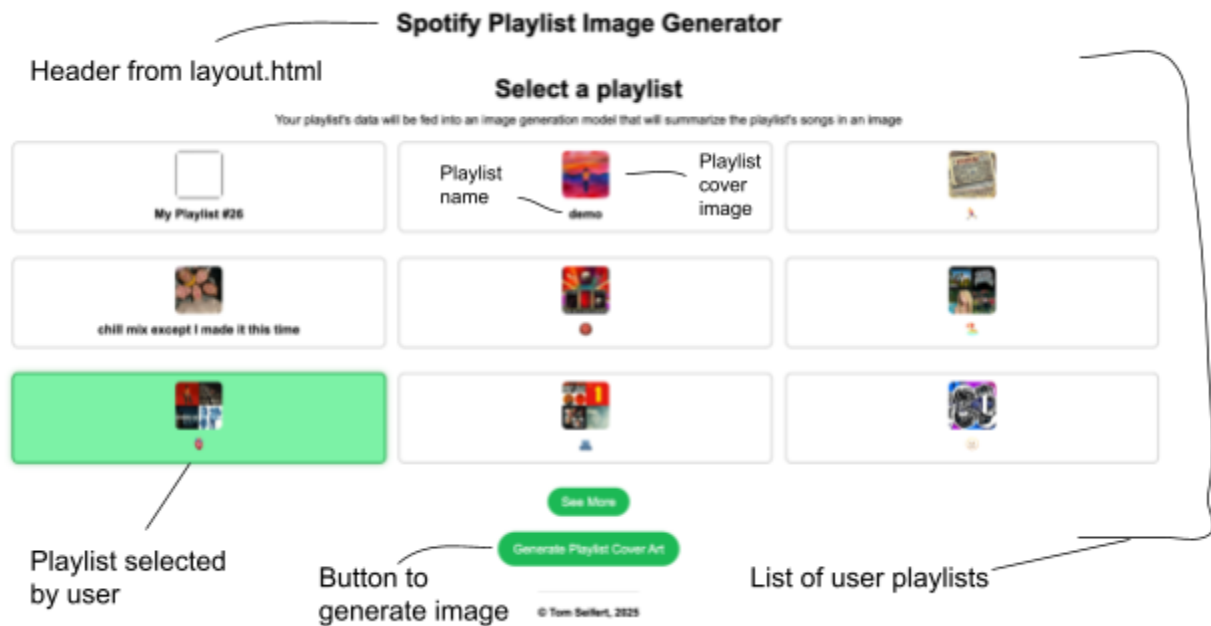 Spotify Playlist Image Generator
Header from layout.html
Select a playlist
Your playlist's data will be fed into an image generation model that will summarize the playlist's songs in an image
My Playlist #26
Playlist
name
demo
Playlist
cover
image
chill mix except I made it this time
See More
Generate Playlist Cover Art
Playlist selected
by user
Button to
generate image
List of user playlists
© Tom Seifert, 2025